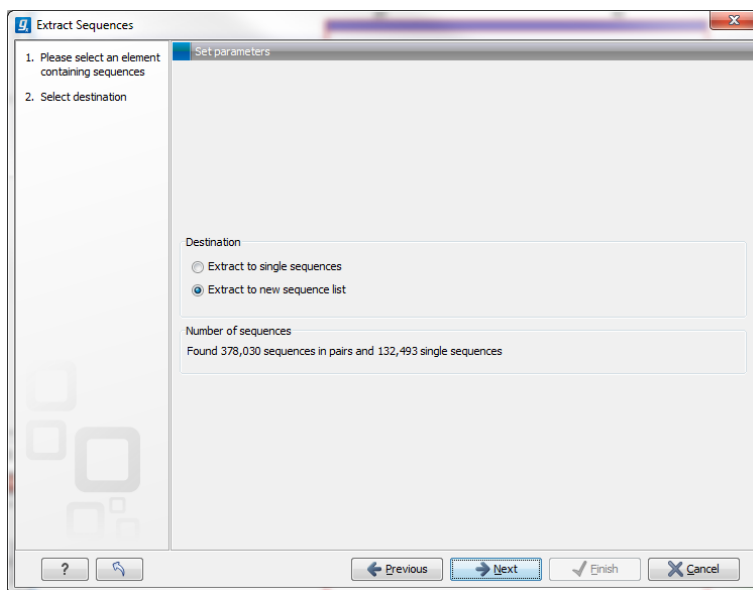 Extract Sequences
1. Please select an element
containing sequences
2. Select destination
Set parameters
Destination
Extract to single sequences
Extract to new sequence list
Number of sequences
Found 378,030 sequences in pairs and 132,493 single sequences
?
Previous
Next
Finish
Cancel